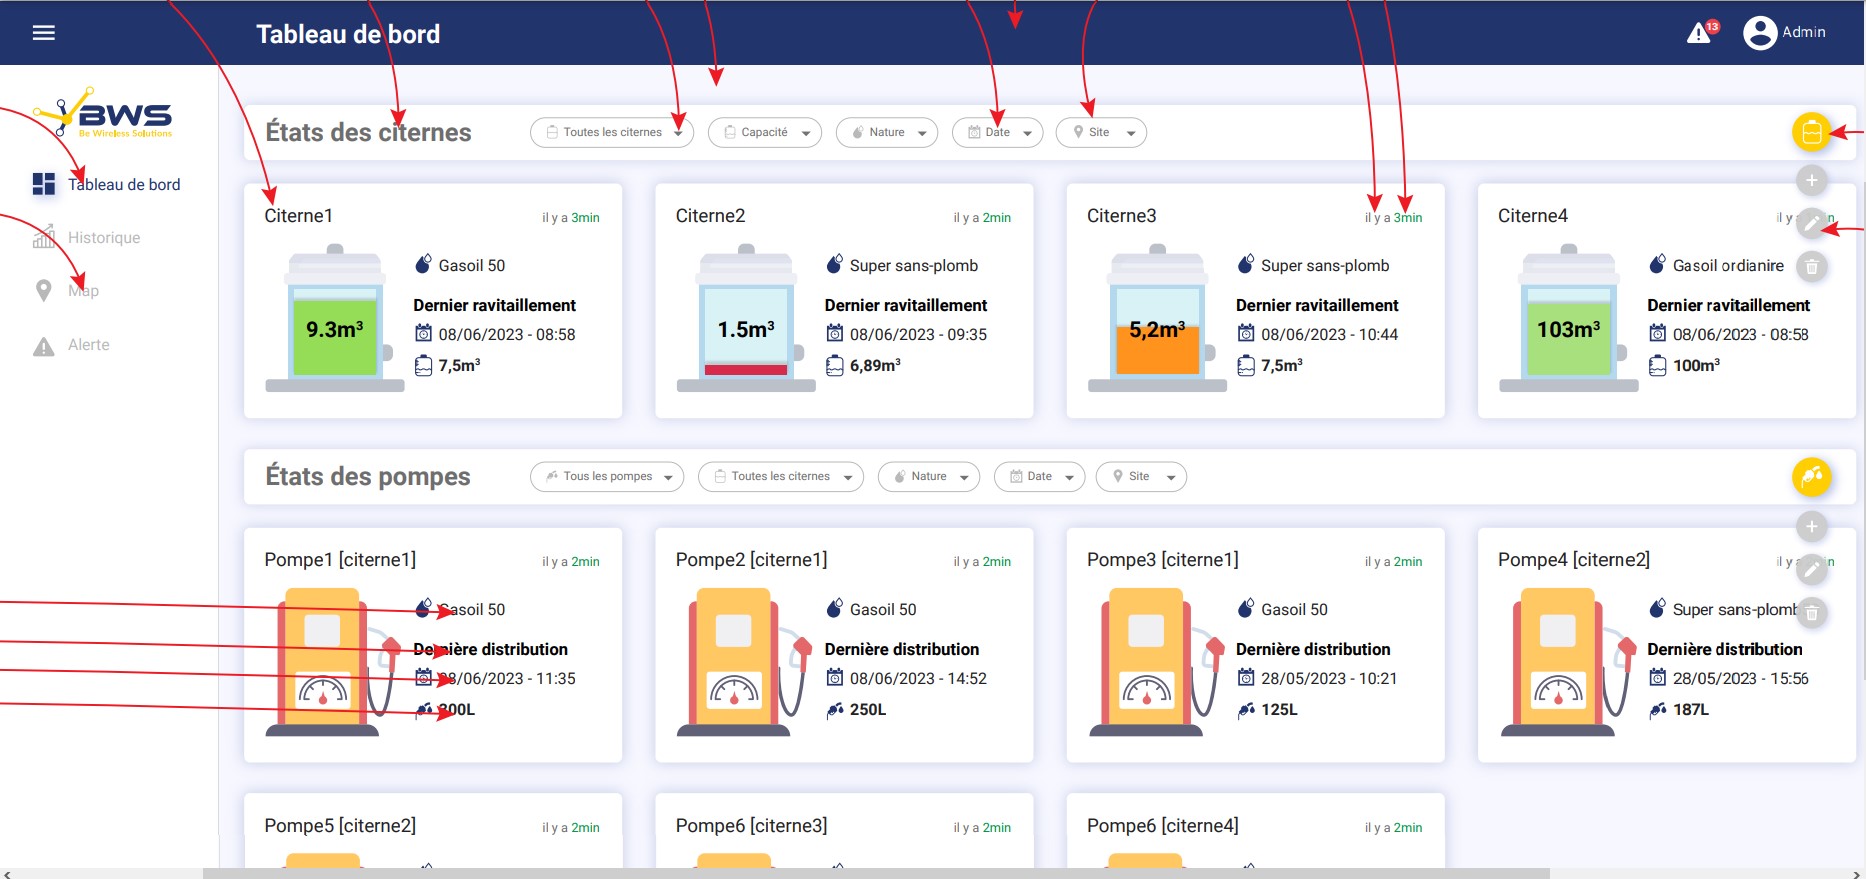 Tableau de bord
13
Admin
BWS
Be Wireless Solutions
Tableau de bord
Historique
Map
Alerte
États des citernes
Toutes les citernes
Capacité
Nature
Date
Site
Citerne1
il y a 3min
Gasoil 50
Dernier ravitaillement
08/06/2023 - 08:58
7,5m³
9.3m³
Citerne2
il y a 2min
Super sans-plomb
Dernier ravitaillement
08/06/2023 - 09:35
6,89m³
1.5m³
Citerne3
il y a 3min
Super sans-plomb
Dernier ravitaillement
08/06/2023 - 10:44
7,5m³
5,2m³
Citerne4
il y
Gasoil ordianire
Dernier ravitaillement
08/06/2023 - 08:58
100m³
103m³
États des pompes
Tous les pompes
Toutes les citernes
Nature
Date
Site
Pompe1 [citerne1]
il y a 2min
Gasoil 50
Dernière distribution
08/06/2023 - 11:35
300L
Pompe2 [citerne1]
il y a 2min
Gasoil 50
Dernière distribution
08/06/2023 - 14:52
250L
Pompe3 [citerne1]
il y a 2min
Gasoil 50
Dernière distribution
28/05/2023 - 10:21
125L
Pompe4 [citerne2]
il y
Super sans-plomb
Dernière distribution
28/05/2023 - 15:56
187L
Pompe5 [citerne2]
il y a 2min
Pompe6 [citerne3]
il y a 2min
Pompe6 [citerne4]
il y a 2min